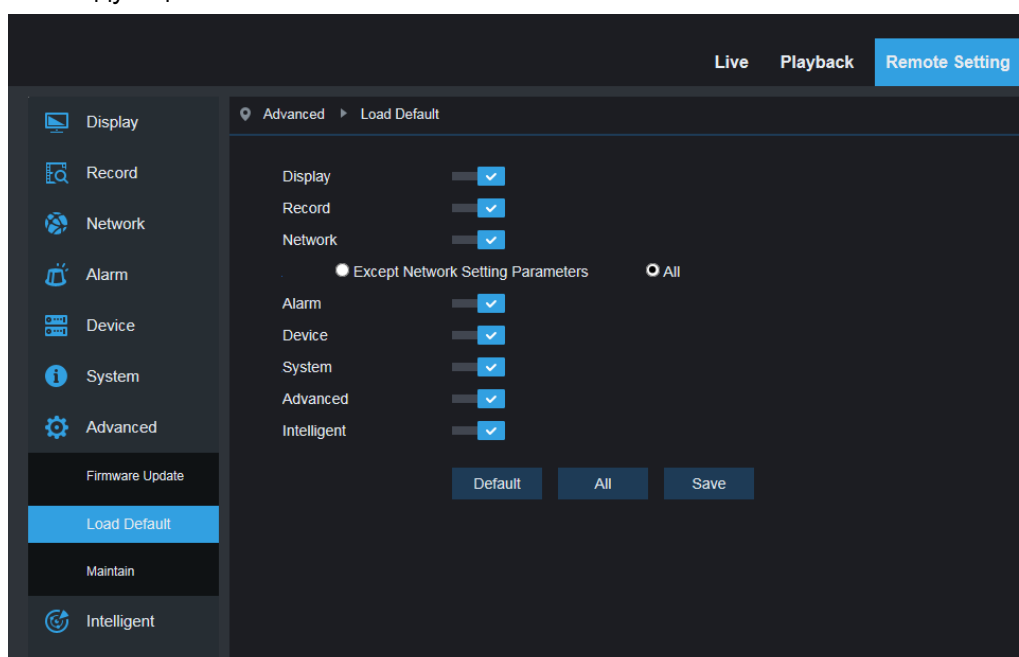 Live Playback Remote Setting
Display
Record
Network
Alarm
Device
System
Advanced
Firmware Update
Load Default
Maintain
Intelligent
Advanced Load Default
Display
Record
Network
Except Network Setting Parameters All
Alarm
Device
System
Advanced
Intelligent
Default All Save